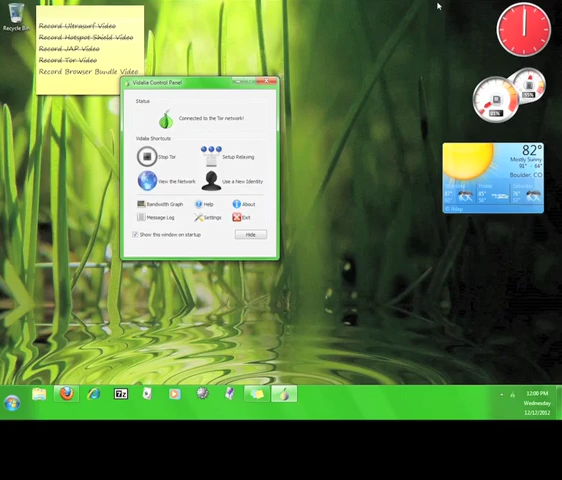 Recycle Bin
Record Ultrasurf Video
Record Hotspot Shield Video
Record JAP Video
Record Tor Video
Record Browser Bundle Video
Vidalia Control Panel
Status
Connected to the Tor network!
Vidalia Shortcuts
Stop Tor
Setup Relaying
View the Network
Use a New Identity
Bandwidth Graph
Help
About
Message Log
Settings
Exit
Show this window on startup
Hide
82°
Mostly Sunny
91° - 64°
Boulder, CO
Friday
Saturday
12:00 PM
Wednesday
12/12/2012